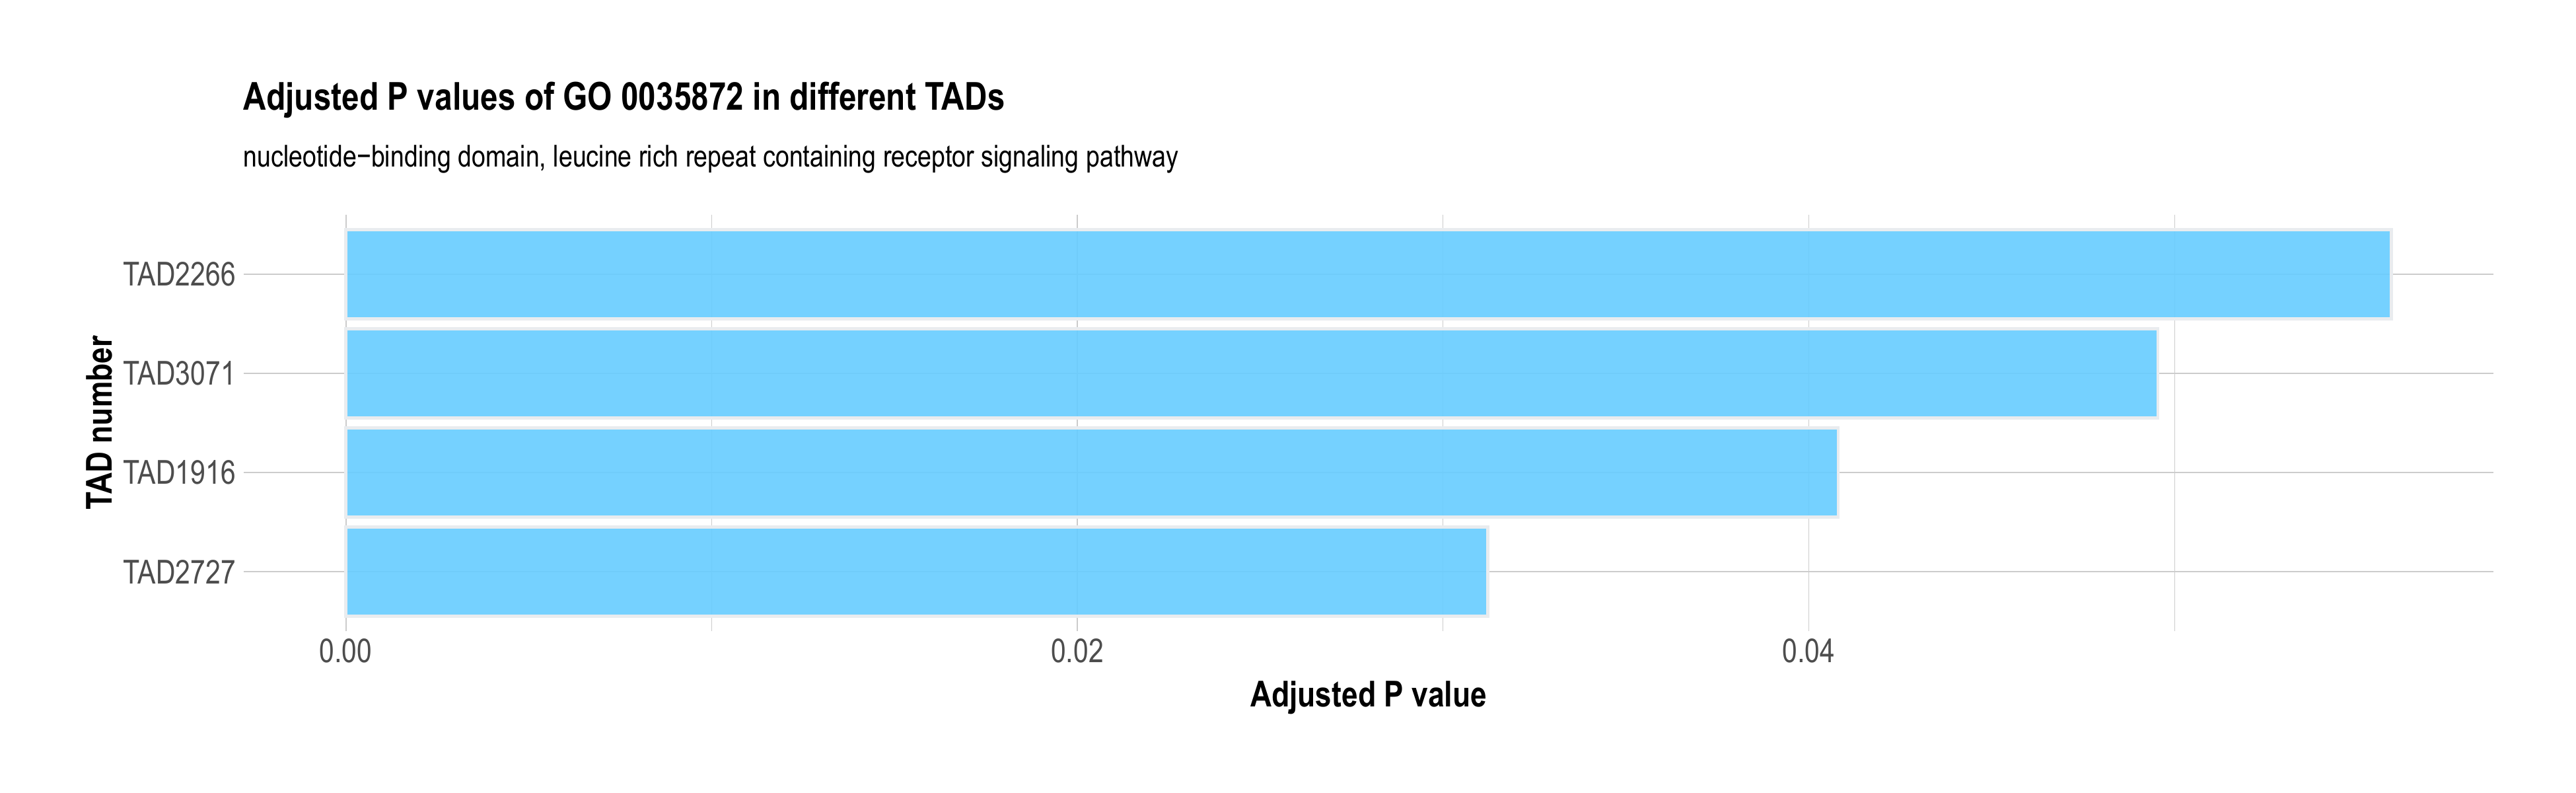 Adjusted P values of GO 0035872 in different TADs
nucleotide−binding domain, leucine rich repeat containing receptor signaling pathway
TAD number
TAD2266
TAD3071
TAD1916
TAD2727
0.00
0.02
0.04
Adjusted P value